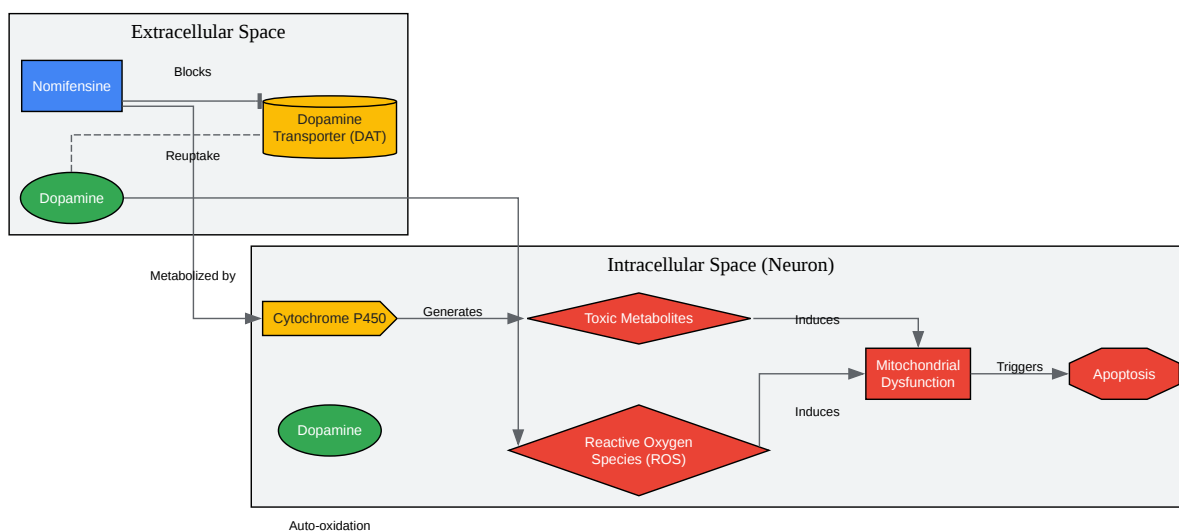 Extracellular Space
Nomifensine
Blocks
Dopamine
Transporter (DAT)
Reuptake
Dopamine
Metabolized by
Intracellular Space (Neuron)
Cytochrome P450
Generates
Toxic Metabolites
Induces
Mitochondrial
Dysfunction
Triggers
Apoptosis
Dopamine
Reactive Oxygen
Species (ROS)
Induces
Auto-oxidation